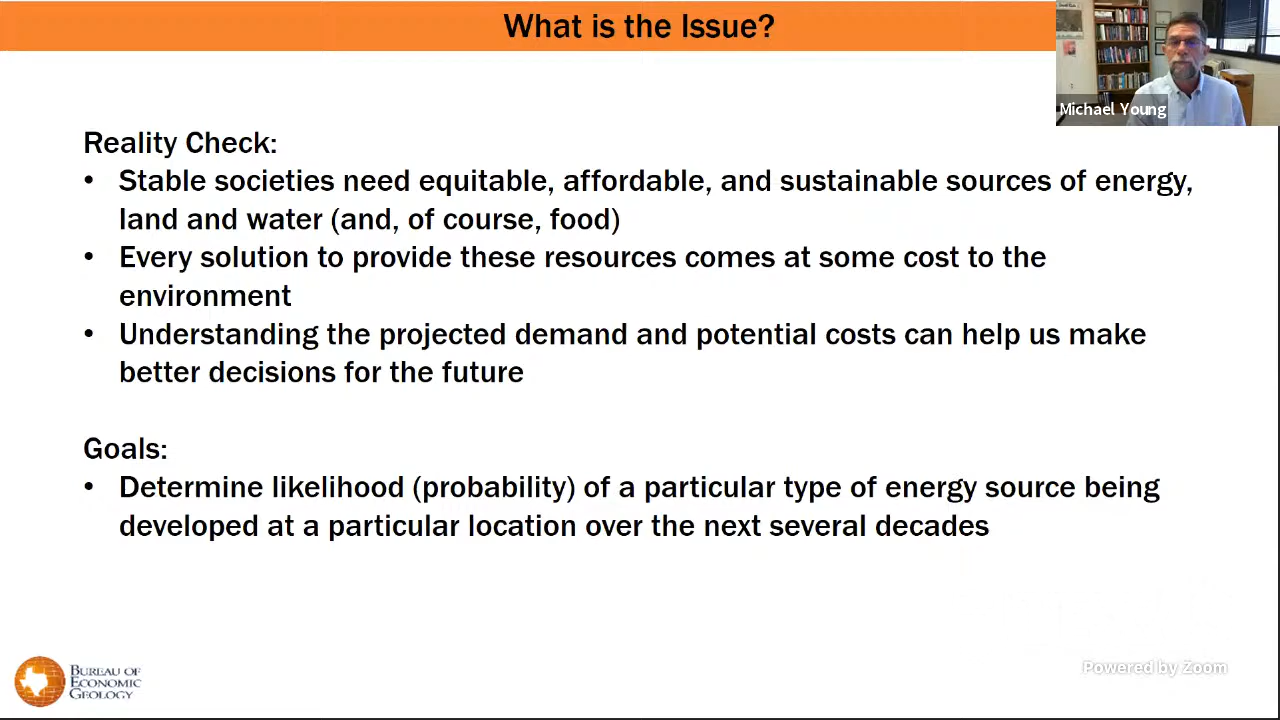 What is the Issue?
Michael Young
Reality Check:
• Stable societies need equitable, affordable, and sustainable sources of energy,
land and water (and, of course, food)
• Every solution to provide these resources comes at some cost to the
environment
• Understanding the projected demand and potential costs can help us make
better decisions for the future
Goals:
• Determine likelihood (probability) of a particular type of energy source being
developed at a particular location over the next several decades
BUREAU OF
ECONOMIC
GEOLOGY
Powered by Zoom